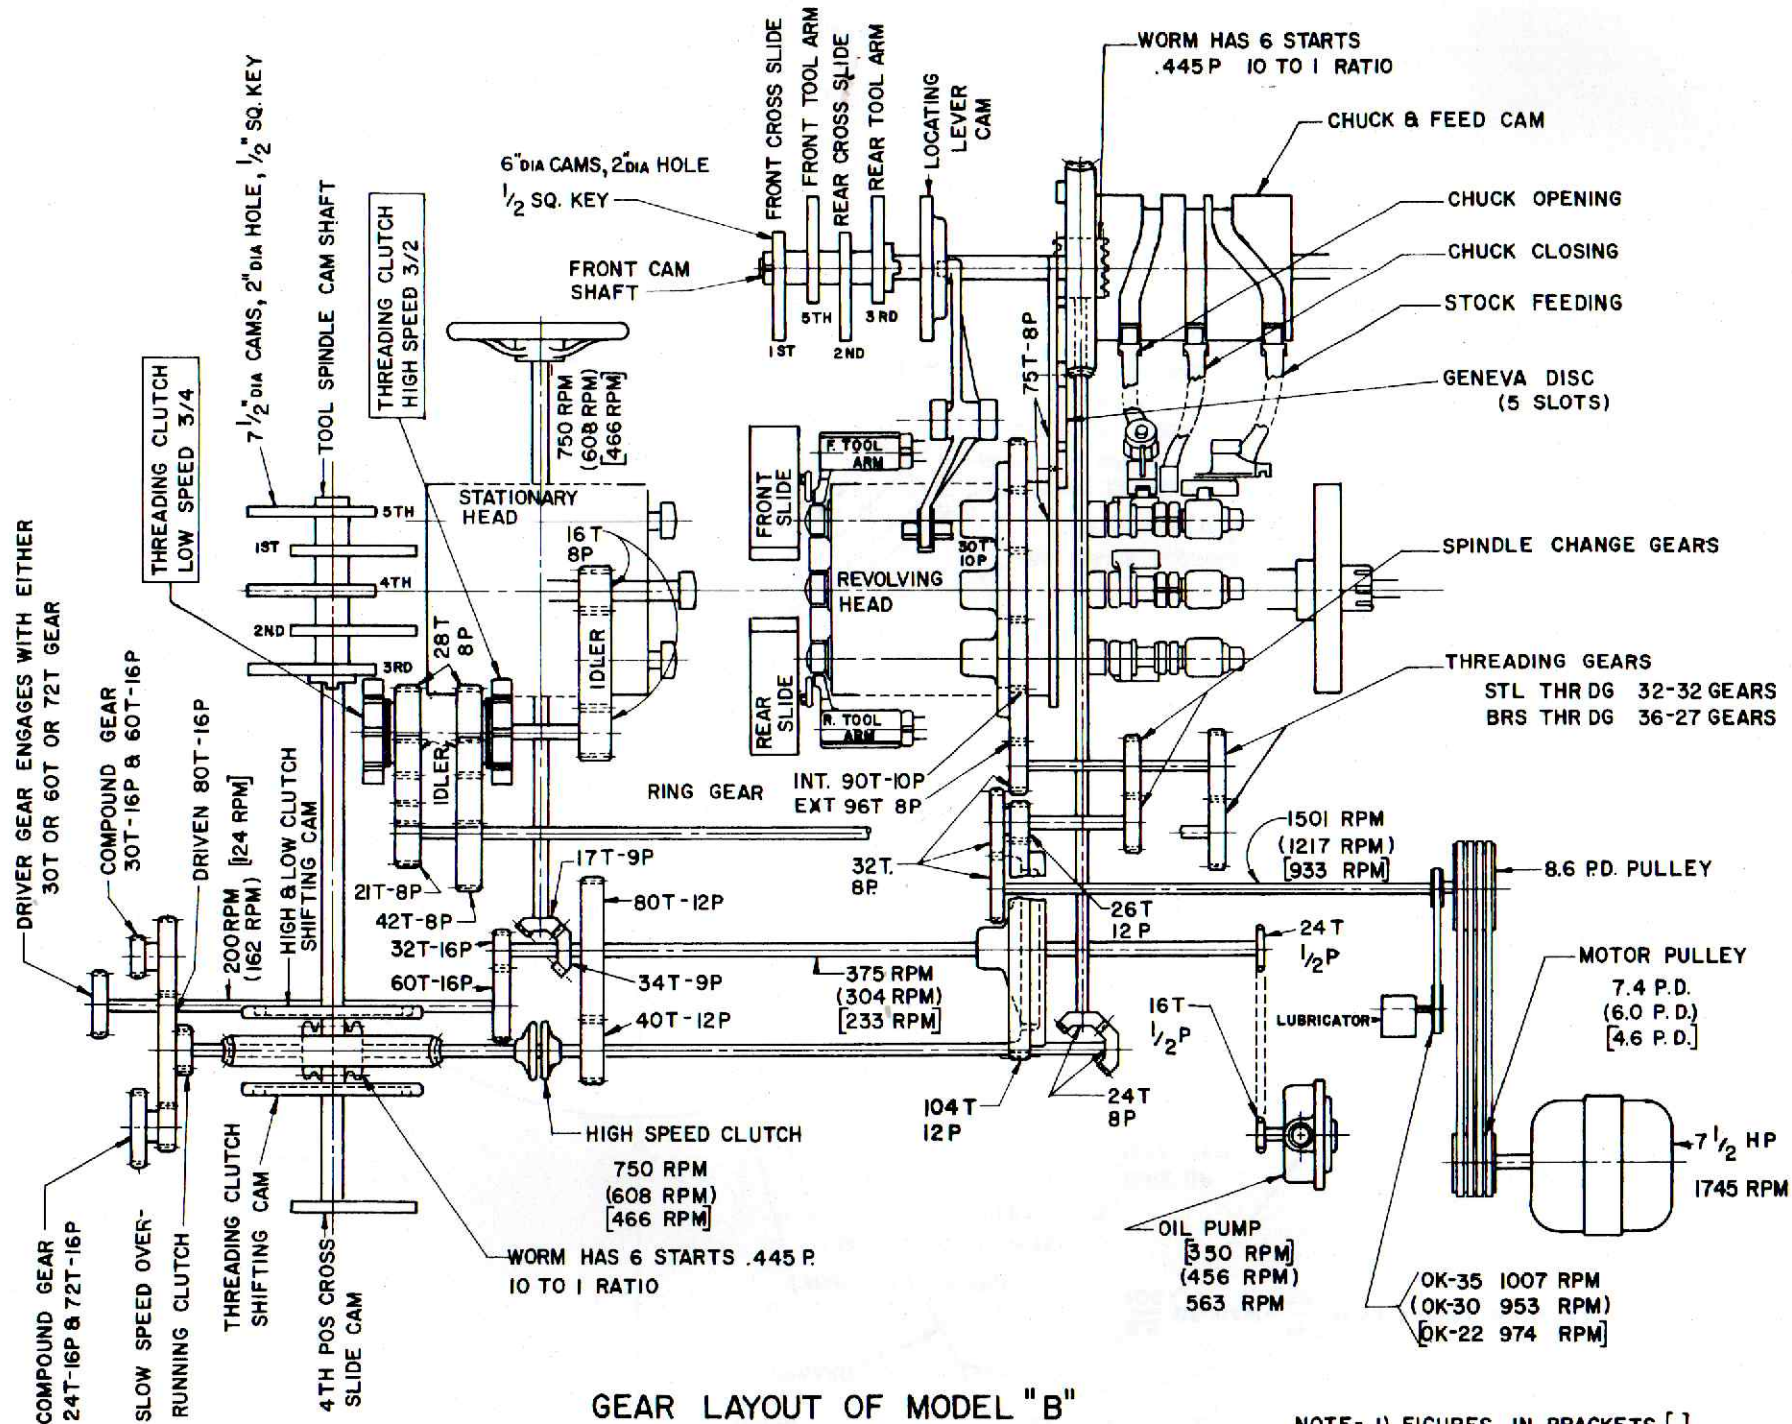 WORM HAS 6 STARTS
.445P 10 TO 1 RATIO
CHUCK & FEED CAM
CHUCK OPENING
CHUCK CLOSING
STOCK FEEDING
GENEVA DISC
(5 SLOTS)
SPINDLE CHANGE GEARS
THREADING GEARS
STL THRDG 32-32 GEARS
BRS THRDG 36-27 GEARS
FRONT CROSS SLIDE
FRONT TOOL ARM
REAR CROSS SLIDE
REAR TOOL ARM
LOCATING
LEVER
CAM
6" DIA CAMS, 2" DIA HOLE
1/2 SQ. KEY
FRONT CAM
SHAFT
1ST
5TH
2ND
3RD
7 1/2" DIA CAMS, 2" DIA HOLE, 1/2" SQ. KEY
TOOL SPINDLE CAM SHAFT
THREADING CLUTCH
HIGH SPEED 3/2
THREADING CLUTCH
LOW SPEED 3/4
750 RPM
(608 RPM)
[466 RPM]
75T-8P
STATIONARY
HEAD
16T
8P
FRONT
SLIDE
F. TOOL
ARM
REVOLVING
HEAD
30T
10P
REAR
SLIDE
R. TOOL
ARM
5TH
1ST
4TH
2ND
3RD
28T
8P
IDLER
IDLER
RING GEAR
INT. 90T-10P
EXT 96T 8P
DRIVER GEAR ENGAGES WITH EITHER
30T OR 60T OR 72T GEAR
COMPOUND GEAR
30T-16P & 60T-16P
DRIVEN 80T-16P
200RPM [124 RPM]
(162 RPM)
HIGH & LOW CLUTCH
SHIFTING CAM
21T-8P
42T-8P
32T-16P
60T-16P
17T-9P
80T-12P
34T-9P
40T-12P
375 RPM
(304 RPM)
[233 RPM]
32T.
8P.
26T
12P
1501 RPM
(1217 RPM)
[933 RPM]
8.6 P.D. PULLEY
24T
1/2P
16T
1/2P
LUBRICATOR
MOTOR PULLEY
7.4 P.D.
(6.0 P.D.)
[4.6 P.D.]
7 1/2 HP
1745 RPM
104T
12P
24T
8P
HIGH SPEED CLUTCH
750 RPM
(608 RPM)
[466 RPM]
WORM HAS 6 STARTS .445 P.
10 TO 1 RATIO
OIL PUMP
[350 RPM]
(456 RPM)
563 RPM
OK-35 1007 RPM
(OK-30 953 RPM)
[OK-22 974 RPM]
COMPOUND GEAR
24T-16P & 72T-16P
SLOW SPEED OVER-
RUNNING CLUTCH
THREADING CLUTCH
SHIFTING CAM
4TH POS CROSS
SLIDE CAM
GEAR LAYOUT OF MODEL "B"
NOTE- 1) FIGURES IN BRACKETS [ ]